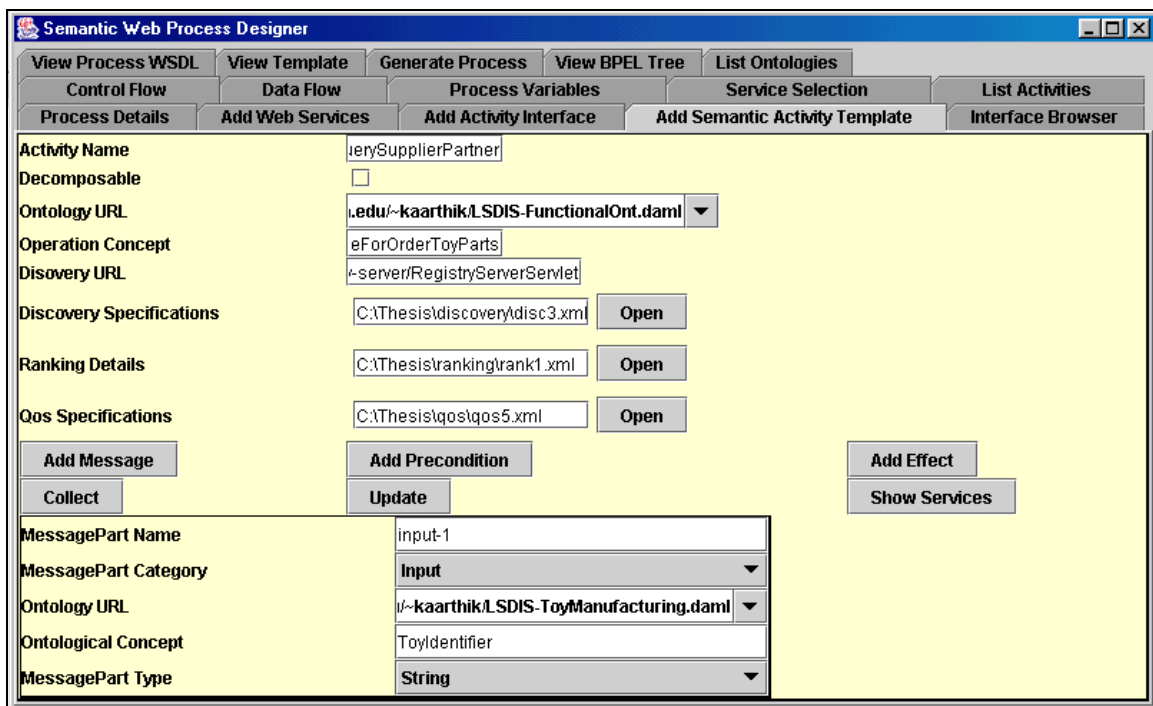 Semantic Web Process Designer
View Process WSDL View Template Generate Process View BPEL Tree List Ontologies
Control Flow Data Flow Process Variables Service Selection List Activities
Process Details Add Web Services Add Activity Interface Add Semantic Activity Template Interface Browser
Activity Name uerySupplierPartner
Decomposable
Ontology URL .edu/~kaarthik/LSDIS-FunctionalOnt.daml
Operation Concept eForOrderToyParts
Disovery URL -server/RegistryServerServlet
Discovery Specifications C:\Thesis\discovery\disc3.xml Open
Ranking Details C:\Thesis\ranking\rank1.xml Open
Qos Specifications C:\Thesis\qos\qos5.xml Open
Add Message Add Precondition Add Effect
Collect Update Show Services
MessagePart Name input-1
MessagePart Category Input
Ontology URL /~kaarthik/LSDIS-ToyManufacturing.daml
Ontological Concept ToyIdentifier
MessagePart Type String